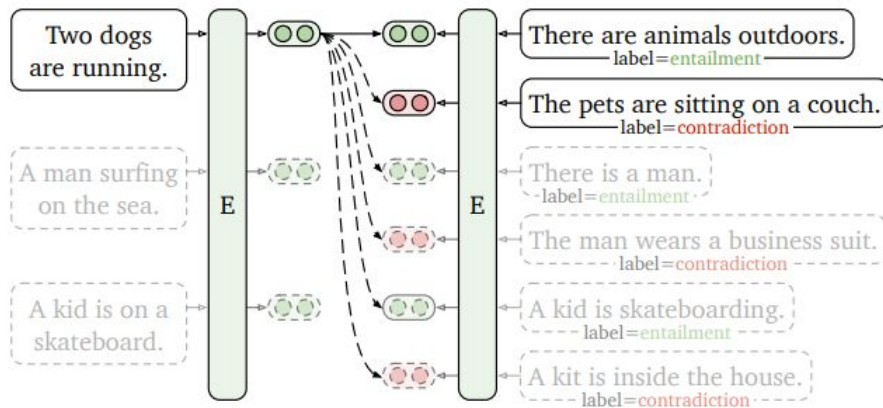 Two dogs
are running.
E
E
There are animals outdoors.
label=entailment
The pets are sitting on a couch.
label=contradiction
A man surfing
on the sea.
There is a man.
label=entailment
The man wears a business suit.
label=contradiction
A kid is on a
skateboard.
A kid is skateboarding.
label=entailment
A kit is inside the house.
label=contradiction